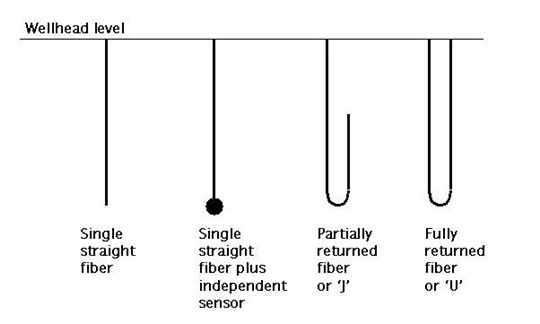 Wellhead level
Single
straight
fiber
Single
straight
fiber plus
independent
sensor
Partially
returned
fiber
or 'J'
Fully
returned
fiber
or 'U'